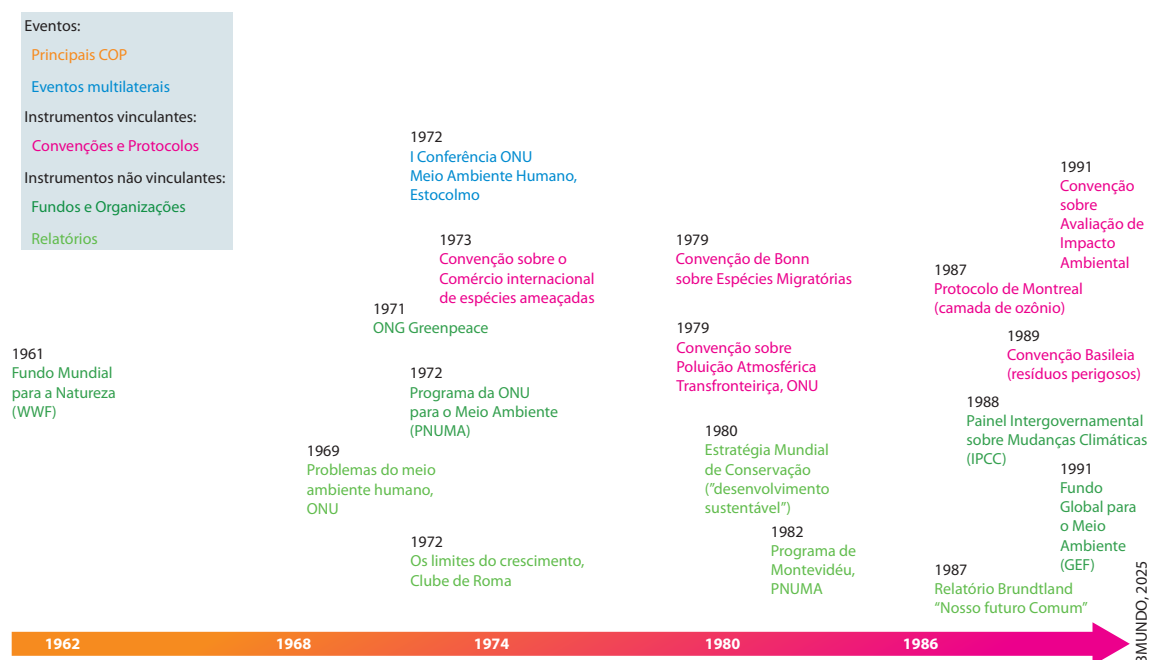 Eventos:
Principais COP
Eventos multilaterais
Instrumentos vinculantes:
Convenções e Protocolos
Instrumentos não vinculantes:
Fundos e Organizações
Relatórios
1961
Fundo Mundial
para a Natureza
(WWF)
1969
Problemas do meio
ambiente humano,
ONU
1971
ONG Greenpeace
1972
I Conferência ONU
Meio Ambiente Humano,
Estocolmo
1973
Convenção sobre o
Comércio internacional
de espécies ameaçadas
1972
Programa da ONU
para o Meio Ambiente
(PNUMA)
1972
Os limites do crescimento,
Clube de Roma
1979
Convenção de Bonn
sobre Espécies Migratórias
1979
Convenção sobre
Poluição Atmosférica
Transfronteiriça, ONU
1980
Estratégia Mundial
de Conservação
(”desenvolvimento
sustentável”)
1982
Programa de
Montevidéu,
PNUMA
1987
Protocolo de Montreal
(camada de ozônio)
1991
Convenção
sobre
Avaliação de
Impacto
Ambiental
1989
Convenção Basileia
(resíduos perigosos)
1988
Painel Intergovernamental
sobre Mudanças Climáticas
(IPCC)
1991
Fundo
Global para
o Meio
Ambiente
(GEF)
1987
Relatório Brundtland
“Nosso futuro Comum”
1962 1968 1974 1980 1986
MUNDO, 2025